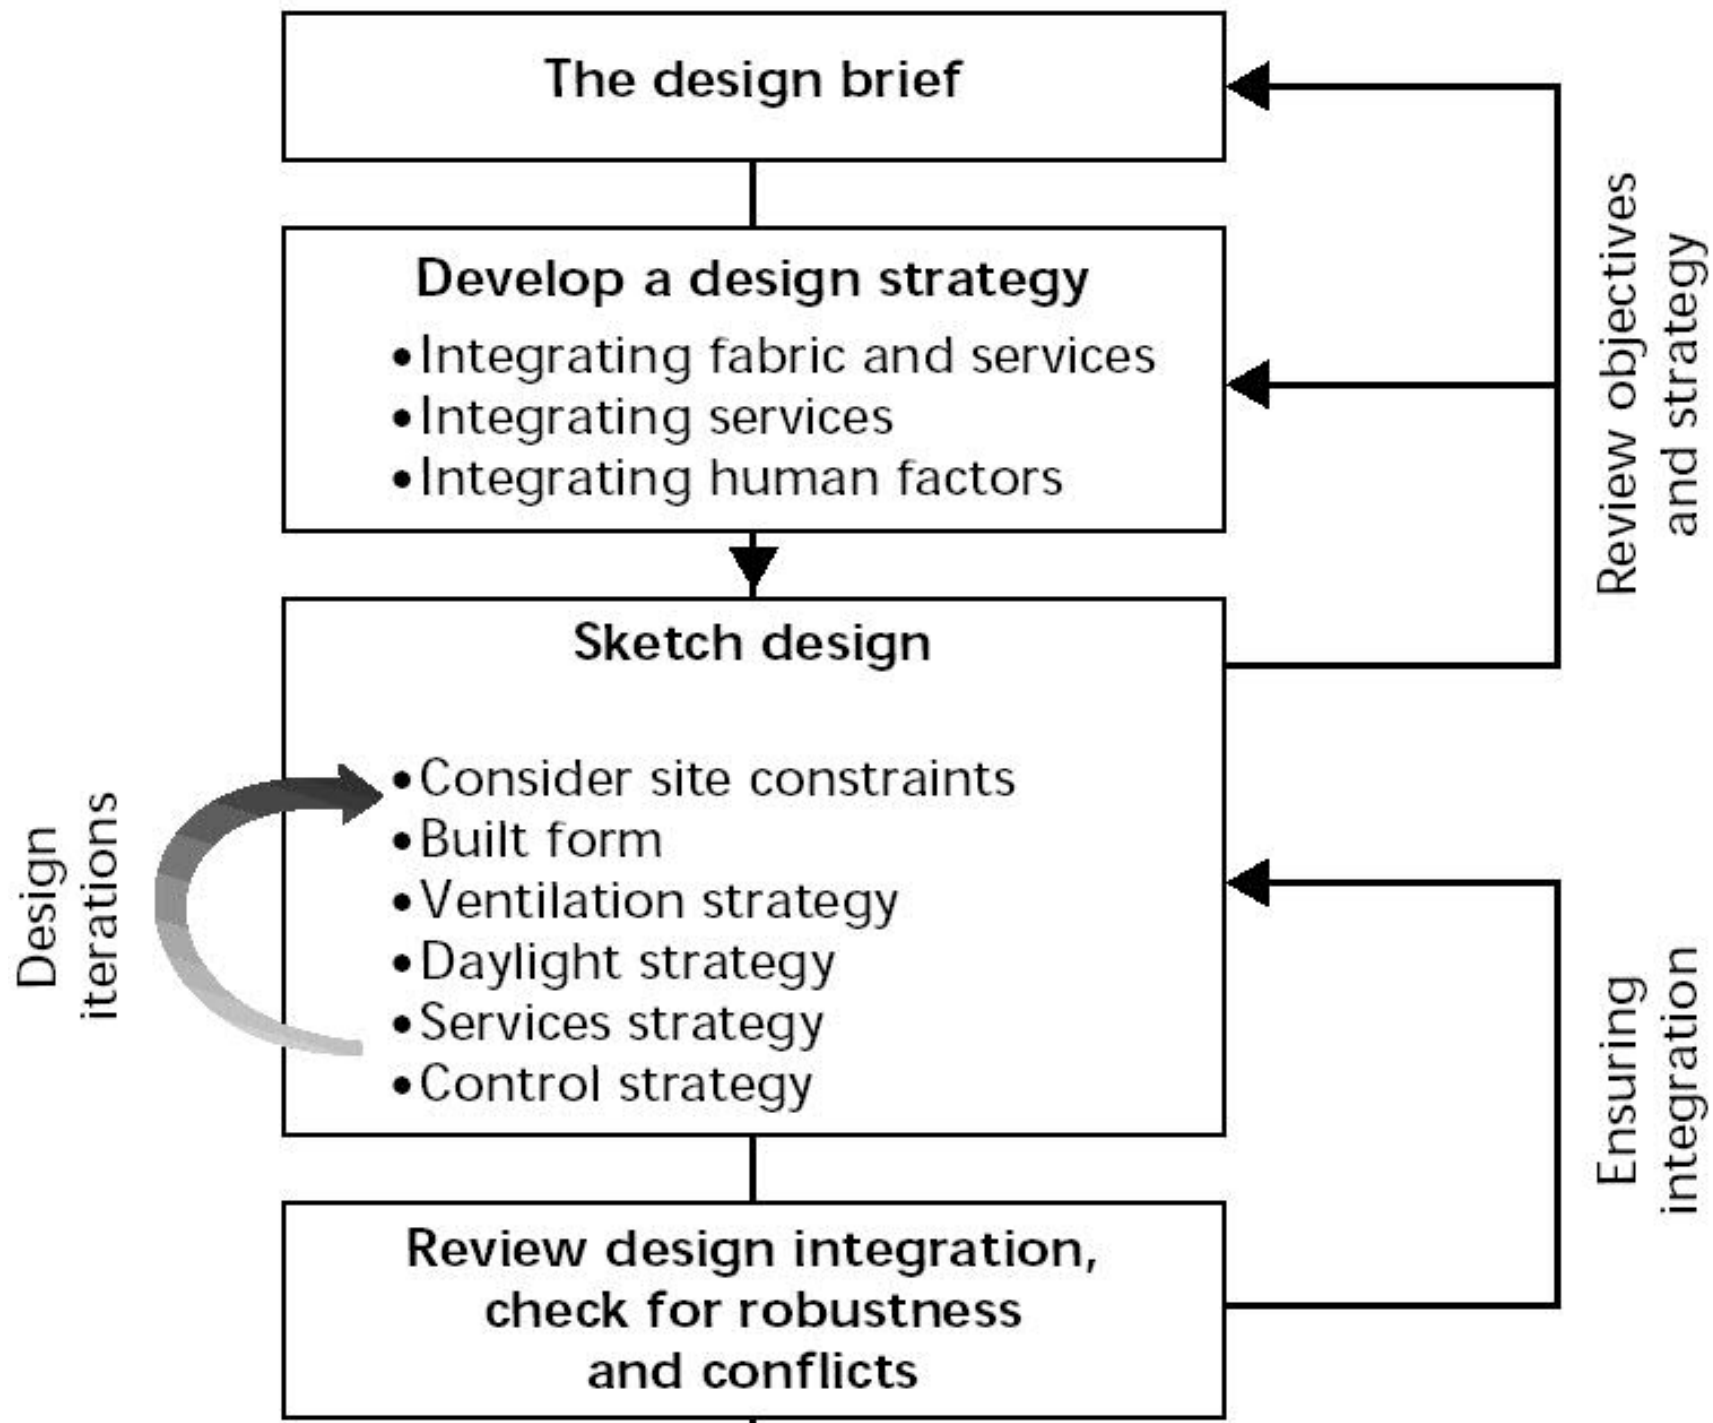 The design brief
Develop a design strategy
•Integrating fabric and services
•Integrating services
•Integrating human factors
Review objectives
and strategy
Sketch design
•Consider site constraints
•Built form
•Ventilation strategy
•Daylight strategy
•Services strategy
•Control strategy
Design
iterations
Ensuring
integration
Review design integration,
check for robustness
and conflicts